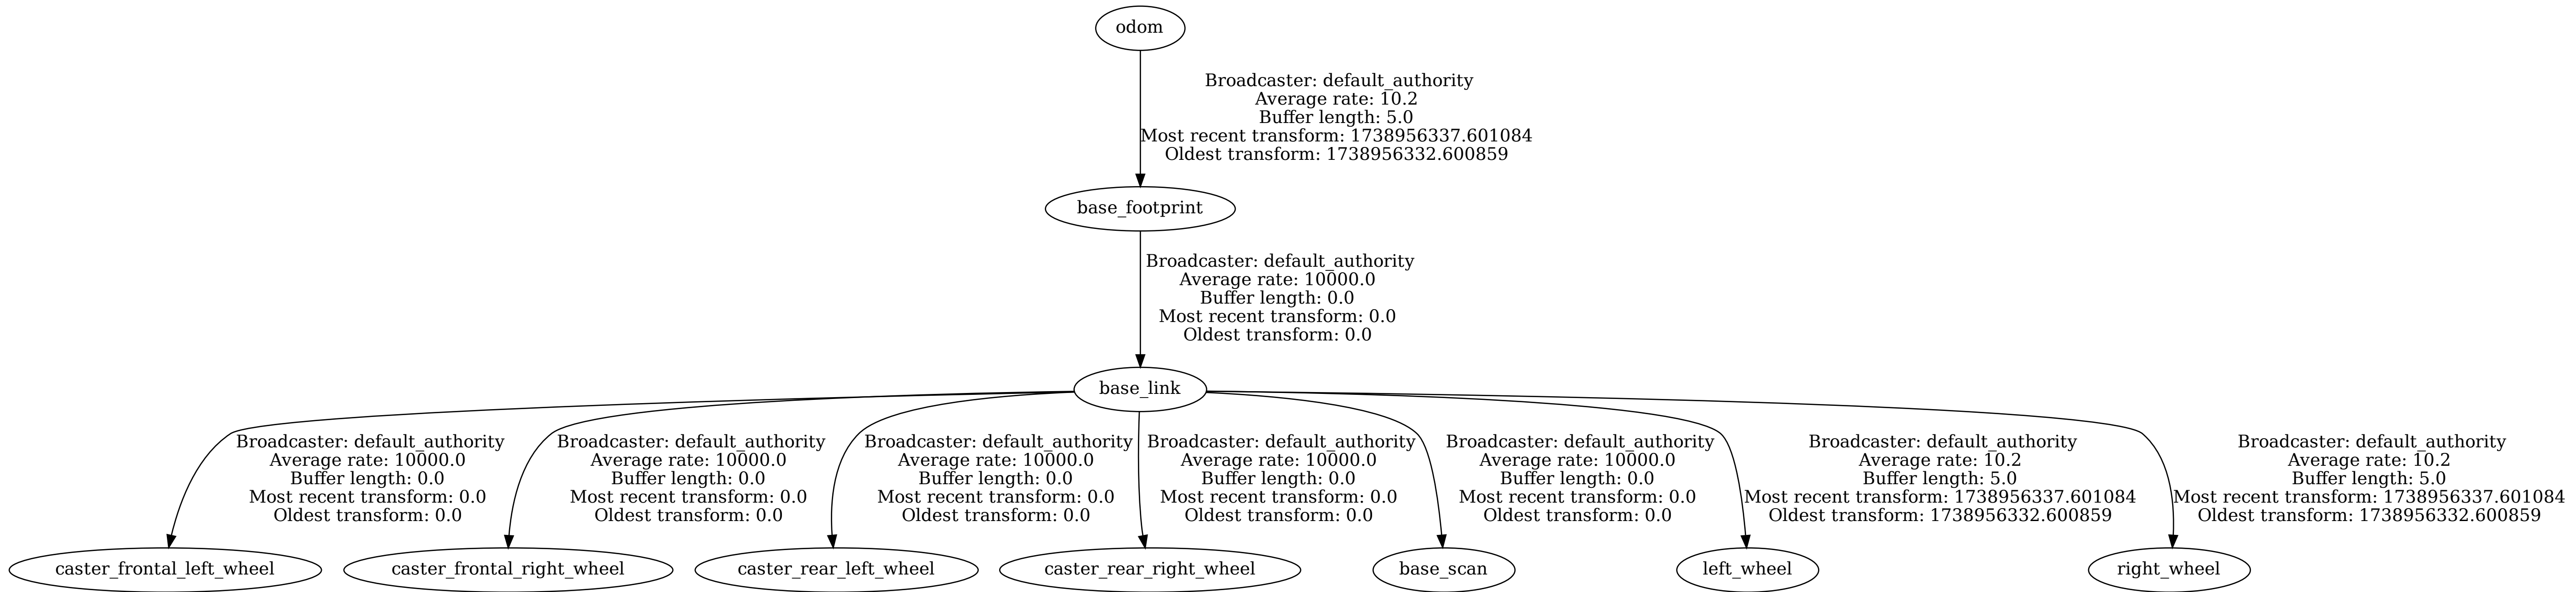 odom
Broadcaster: default_authority
Average rate: 10.2
Buffer length: 5.0
Most recent transform: 1738956337.601084
Oldest transform: 1738956332.600859
base_footprint
Broadcaster: default_authority
Average rate: 10000.0
Buffer length: 0.0
Most recent transform: 0.0
Oldest transform: 0.0
base_link
Broadcaster: default_authority
Average rate: 10000.0
Buffer length: 0.0
Most recent transform: 0.0
Oldest transform: 0.0
Broadcaster: default_authority
Average rate: 10000.0
Buffer length: 0.0
Most recent transform: 0.0
Oldest transform: 0.0
Broadcaster: default_authority
Average rate: 10000.0
Buffer length: 0.0
Most recent transform: 0.0
Oldest transform: 0.0
Broadcaster: default_authority
Average rate: 10000.0
Buffer length: 0.0
Most recent transform: 0.0
Oldest transform: 0.0
Broadcaster: default_authority
Average rate: 10000.0
Buffer length: 0.0
Most recent transform: 0.0
Oldest transform: 0.0
Broadcaster: default_authority
Average rate: 10.2
Buffer length: 5.0
Most recent transform: 1738956337.601084
Oldest transform: 1738956332.600859
Broadcaster: default_authority
Average rate: 10.2
Buffer length: 5.0
Most recent transform: 1738956337.601084
Oldest transform: 1738956332.600859
caster_frontal_left_wheel
caster_frontal_right_wheel
caster_rear_left_wheel
caster_rear_right_wheel
base_scan
left_wheel
right_wheel